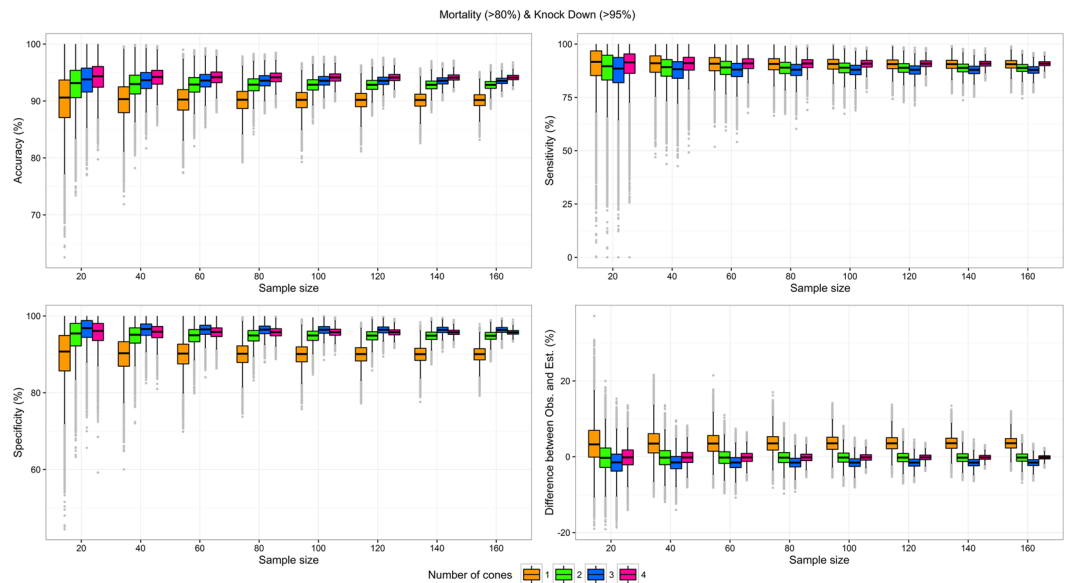 Mortality (>80%) & Knock Down (>95%)
Accuracy (%)
100
90
80
70
20 40 60 80 100 120 140 160
Sample size
Sensitivity (%)
100
75
50
25
0
20 40 60 80 100 120 140 160
Sample size
Specificity (%)
100
80
60
20 40 60 80 100 120 140 160
Sample size
Difference between Obs. and Est. (%)
20
0
-20
20 40 60 80 100 120 140 160
Sample size
Number of cones 1 2 3 4